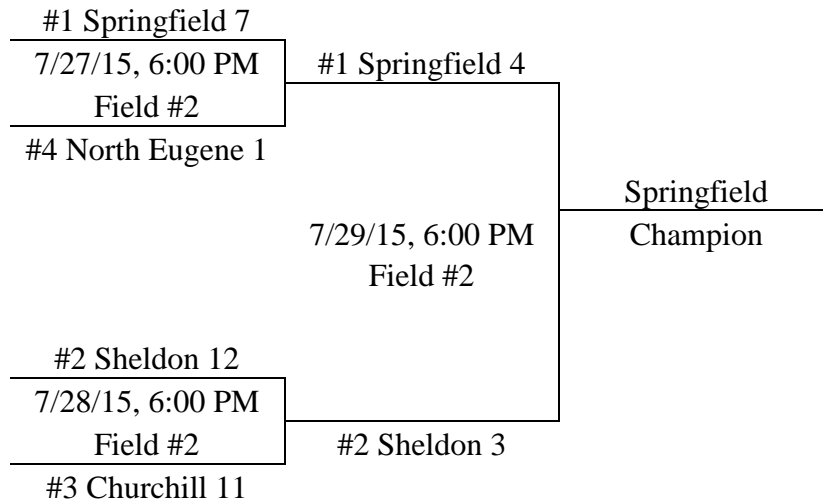 #1 Springfield 7
7/27/15, 6:00 PM
Field #2
#4 North Eugene 1
#1 Springfield 4
7/29/15, 6:00 PM
Field #2
Springfield
Champion
#2 Sheldon 12
7/28/15, 6:00 PM
Field #2
#3 Churchill 11
#2 Sheldon 3